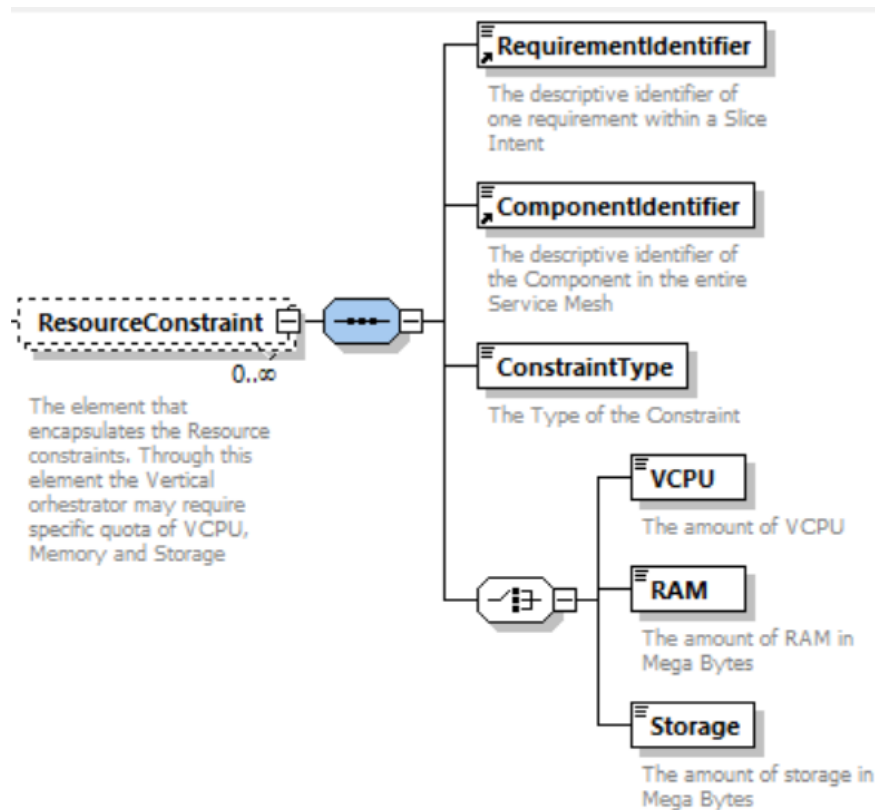 RequirementIdentifier
The descriptive identifier of
one requirement within a Slice
Intent
ComponentIdentifier
The descriptive identifier of
the Component in the entire
Service Mesh
ResourceConstraint
0..∞
The element that
encapsulates the Resource
constraints. Through this
element the Vertical
orhestrator may require
specific quota of VCPU,
Memory and Storage
ConstraintType
The Type of the Constraint
VCPU
The amount of VCPU
RAM
The amount of RAM in
Mega Bytes
Storage
The amount of storage in
Mega Bytes